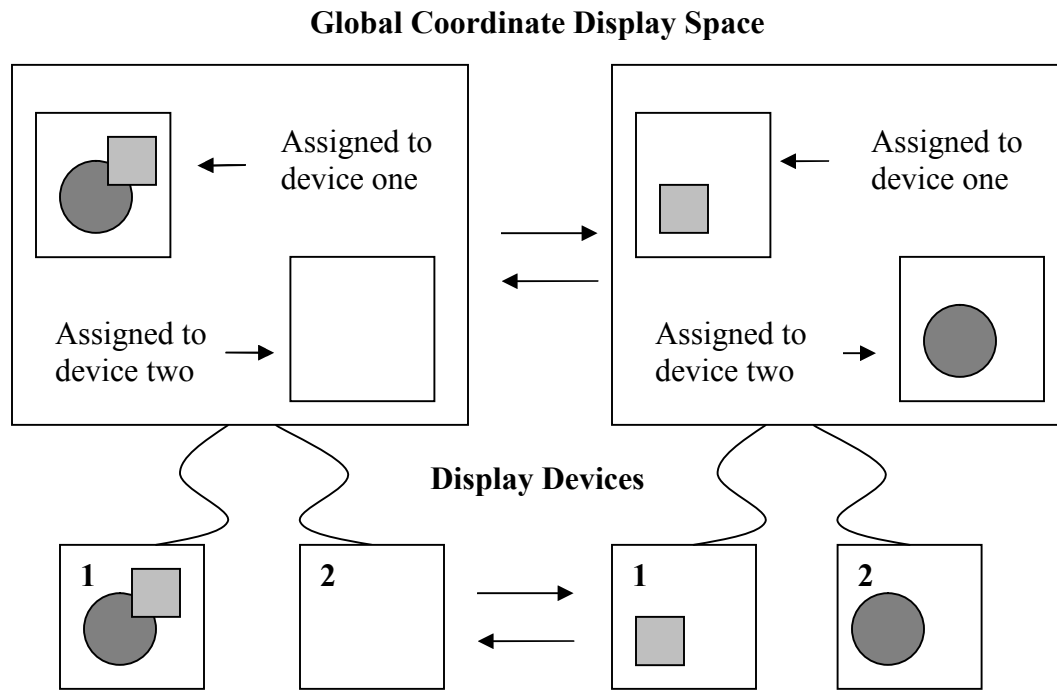 Global Coordinate Display Space
Assigned to
device one
Assigned to
device two
Assigned to
device one
Assigned to
device two
Display Devices
1
2
1
2